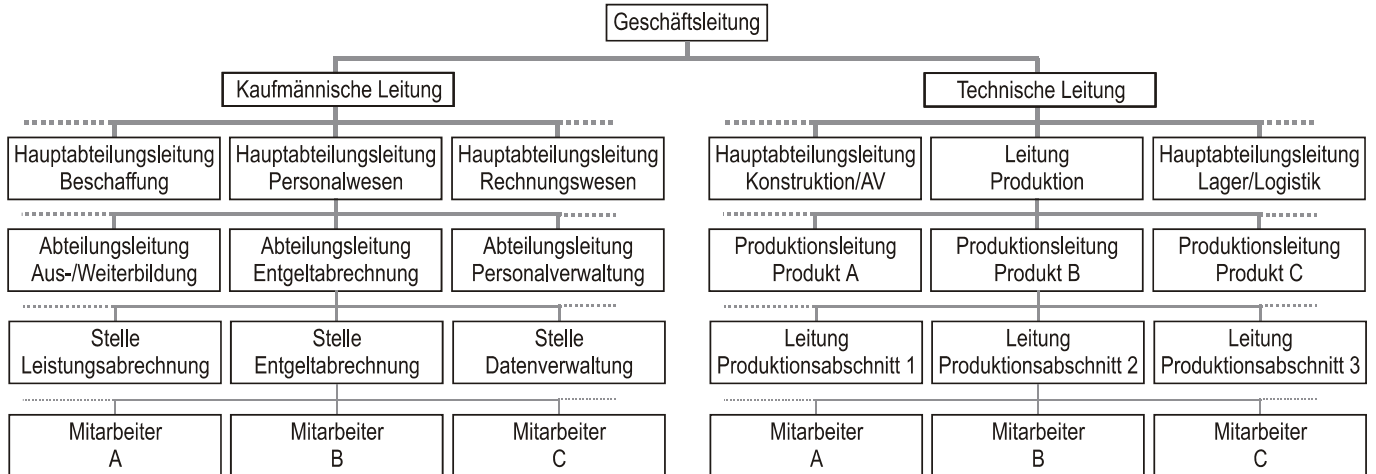 Geschäftsleitung
Kaufmännische Leitung
Technische Leitung
Hauptabteilungsleitung
Beschaffung
Hauptabteilungsleitung
Personalwesen
Hauptabteilungsleitung
Rechnungswesen
Hauptabteilungsleitung
Konstruktion/AV
Leitung
Produktion
Hauptabteilungsleitung
Lager/Logistik
Abteilungsleitung
Aus-/Weiterbildung
Abteilungsleitung
Entgeltabrechnung
Abteilungsleitung
Personalverwaltung
Produktionsleitung
Produkt A
Produktionsleitung
Produkt B
Produktionsleitung
Produkt C
Stelle
Leistungsabrechnung
Stelle
Entgeltabrechnung
Stelle
Datenverwaltung
Leitung
Produktionsabschnitt 1
Leitung
Produktionsabschnitt 2
Leitung
Produktionsabschnitt 3
Mitarbeiter
A
Mitarbeiter
B
Mitarbeiter
C
Mitarbeiter
A
Mitarbeiter
B
Mitarbeiter
C